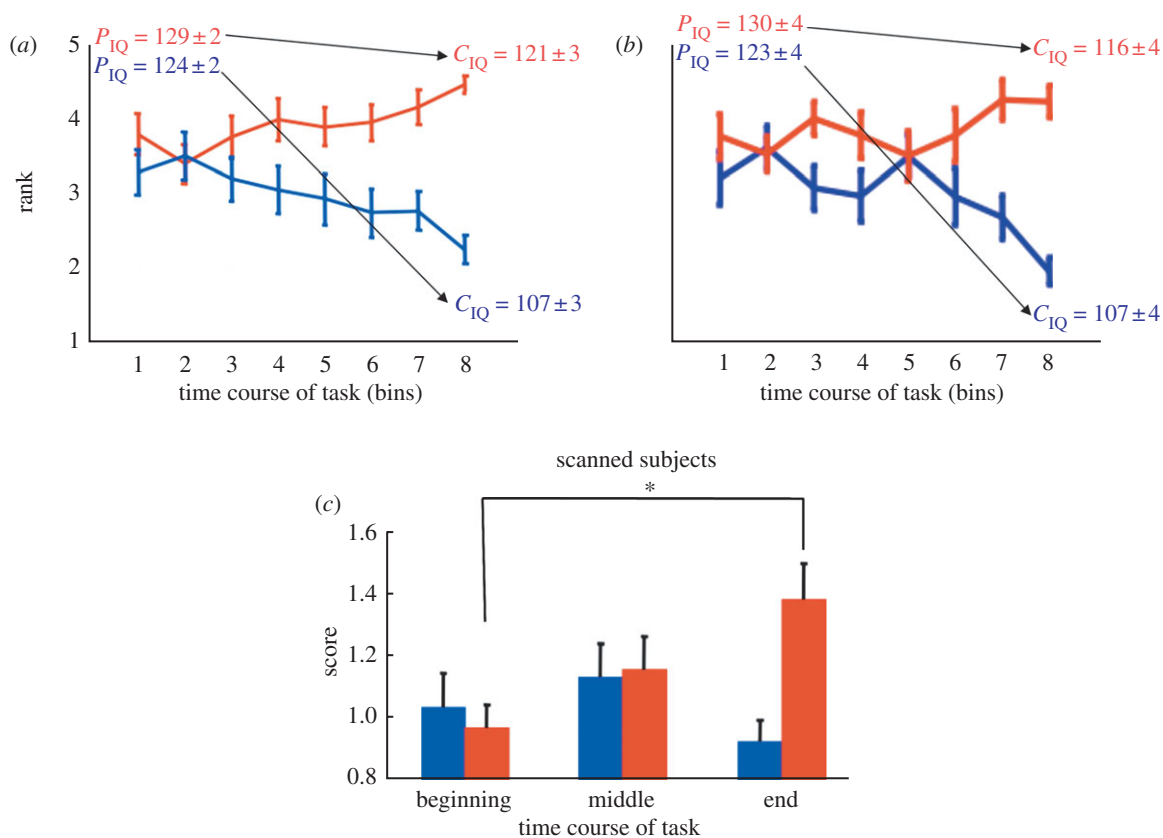 (a)
P_IQ = 129±2
P_IQ = 124±2
C_IQ = 121±3
C_IQ = 107±3
5
4
3
2
1
rank
1 2 3 4 5 6 7 8
time course of task (bins)
(b)
P_IQ = 130±4
P_IQ = 123±4
C_IQ = 116±4
C_IQ = 107±4
1 2 3 4 5 6 7 8
time course of task (bins)
scanned subjects
(c)
*
1.6
1.4
1.2
1.0
0.8
score
beginning middle end
time course of task